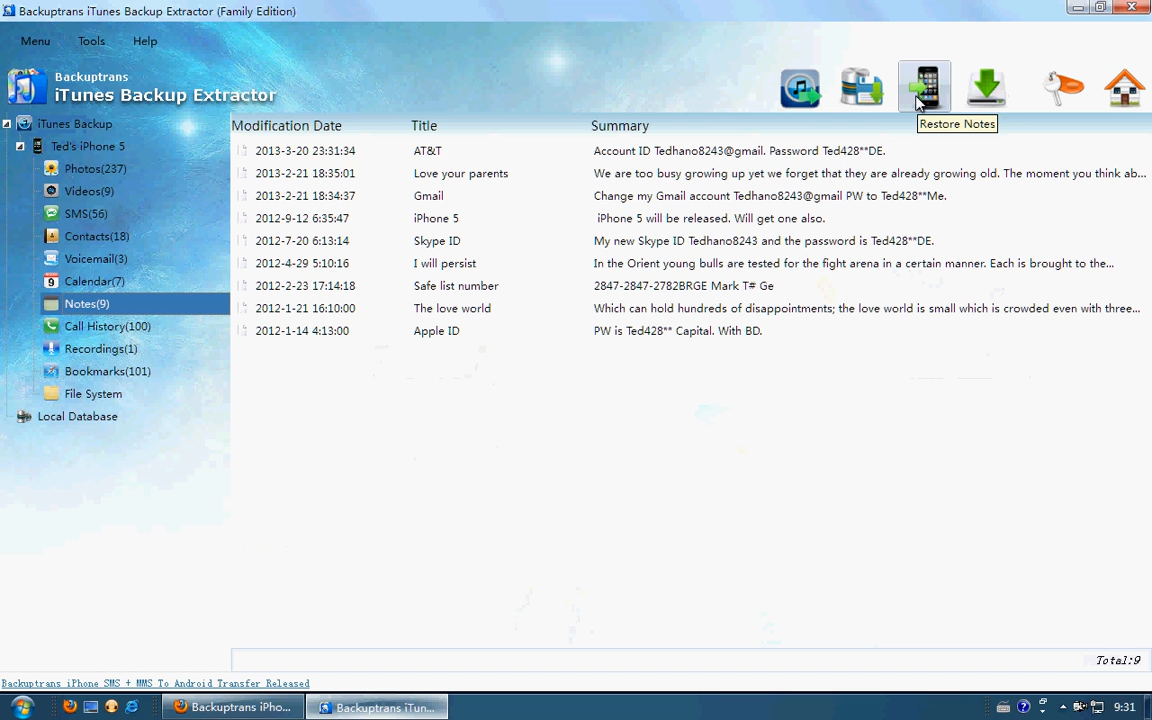 Backuptrans iTunes Backup Extractor (Family Edition)
Menu Tools Help
Backuptrans
iTunes Backup Extractor
Restore Notes
iTunes Backup
Ted's iPhone 5
Photos(237)
Videos(9)
SMS(56)
Contacts(18)
Voicemail(3)
Calendar(7)
Notes(9)
Call History(100)
Recordings(1)
Bookmarks(101)
File System
Local Database
Modification Date Title Summary
2013-3-20 23:31:34 AT&T Account ID Tedhano8243@gmail. Password Ted428**DE.
2013-2-21 18:35:01 Love your parents We are too busy growing up yet we forget that they are already growing old. The moment you think ab...
2013-2-21 18:34:37 Gmail Change my Gmail account Tedhano8243@gmail PW to Ted428**Me.
2012-9-12 6:35:47 iPhone 5 iPhone 5 will be released. Will get one also.
2012-7-20 6:13:14 Skype ID My new Skype ID Tedhano8243 and the password is Ted428**DE.
2012-4-29 5:10:16 I will persist In the Orient young bulls are tested for the fight arena in a certain manner. Each is brought to the...
2012-2-23 17:14:18 Safe list number 2847-2847-2782BRGE Mark T# Ge
2012-1-21 16:10:00 The love world Which can hold hundreds of disappointments; the love world is small which is crowded even with three...
2012-1-14 4:13:00 Apple ID PW is Ted428** Capital. With BD.
Total:9
Backuptrans iPhone SMS + MMS To Android Transfer Released
Backuptrans iPho... Backuptrans iTun... 9:31